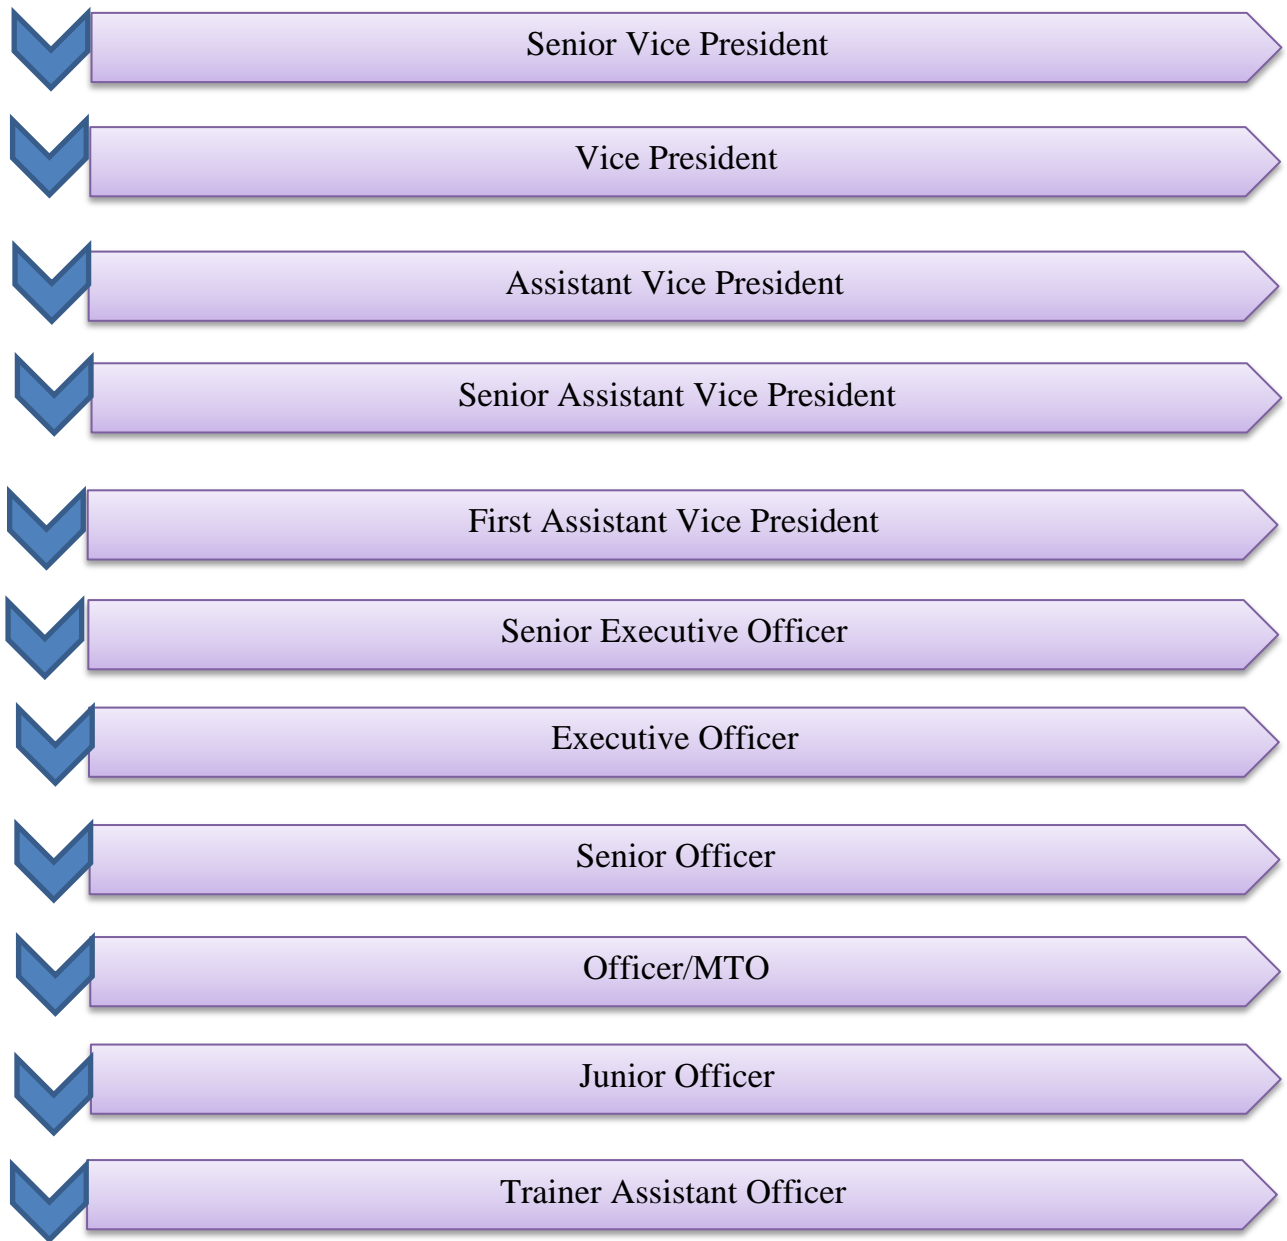 Senior Vice President
Vice President
Assistant Vice President
Senior Assistant Vice President
First Assistant Vice President
Senior Executive Officer
Executive Officer
Senior Officer
Officer/MTO
Junior Officer
Trainer Assistant Officer